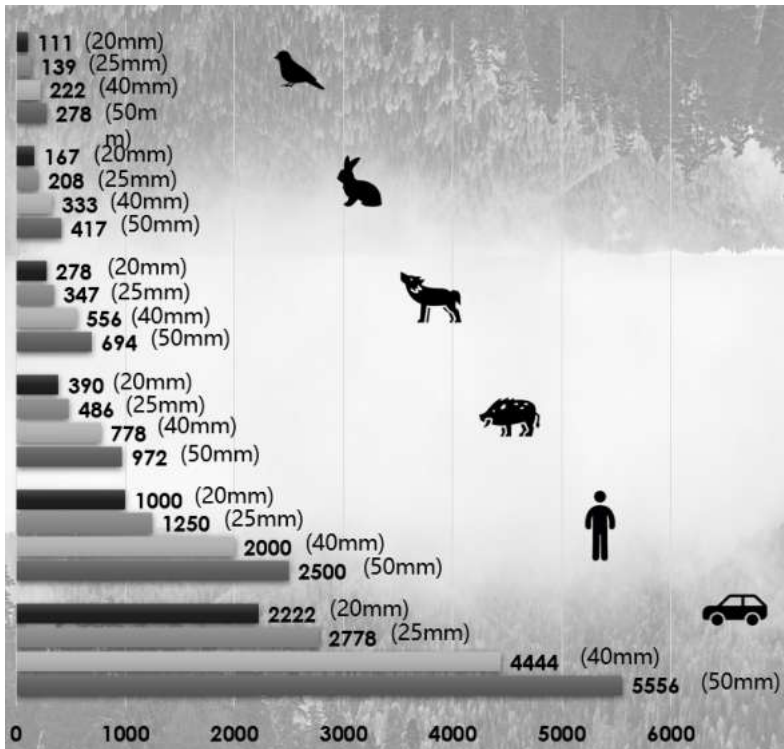 111 (20mm)
139 (25mm)
222 (40mm)
278 (50m
m)
167 (20mm)
208 (25mm)
333 (40mm)
417 (50mm)
278 (20mm)
347 (25mm)
556 (40mm)
694 (50mm)
390 (20mm)
486 (25mm)
778 (40mm)
972 (50mm)
1000 (20mm)
1250 (25mm)
2000 (40mm)
2500 (50mm)
2222 (20mm)
2778 (25mm)
4444 (40mm)
5556 (50mm)
0 1000 2000 3000 4000 5000 6000